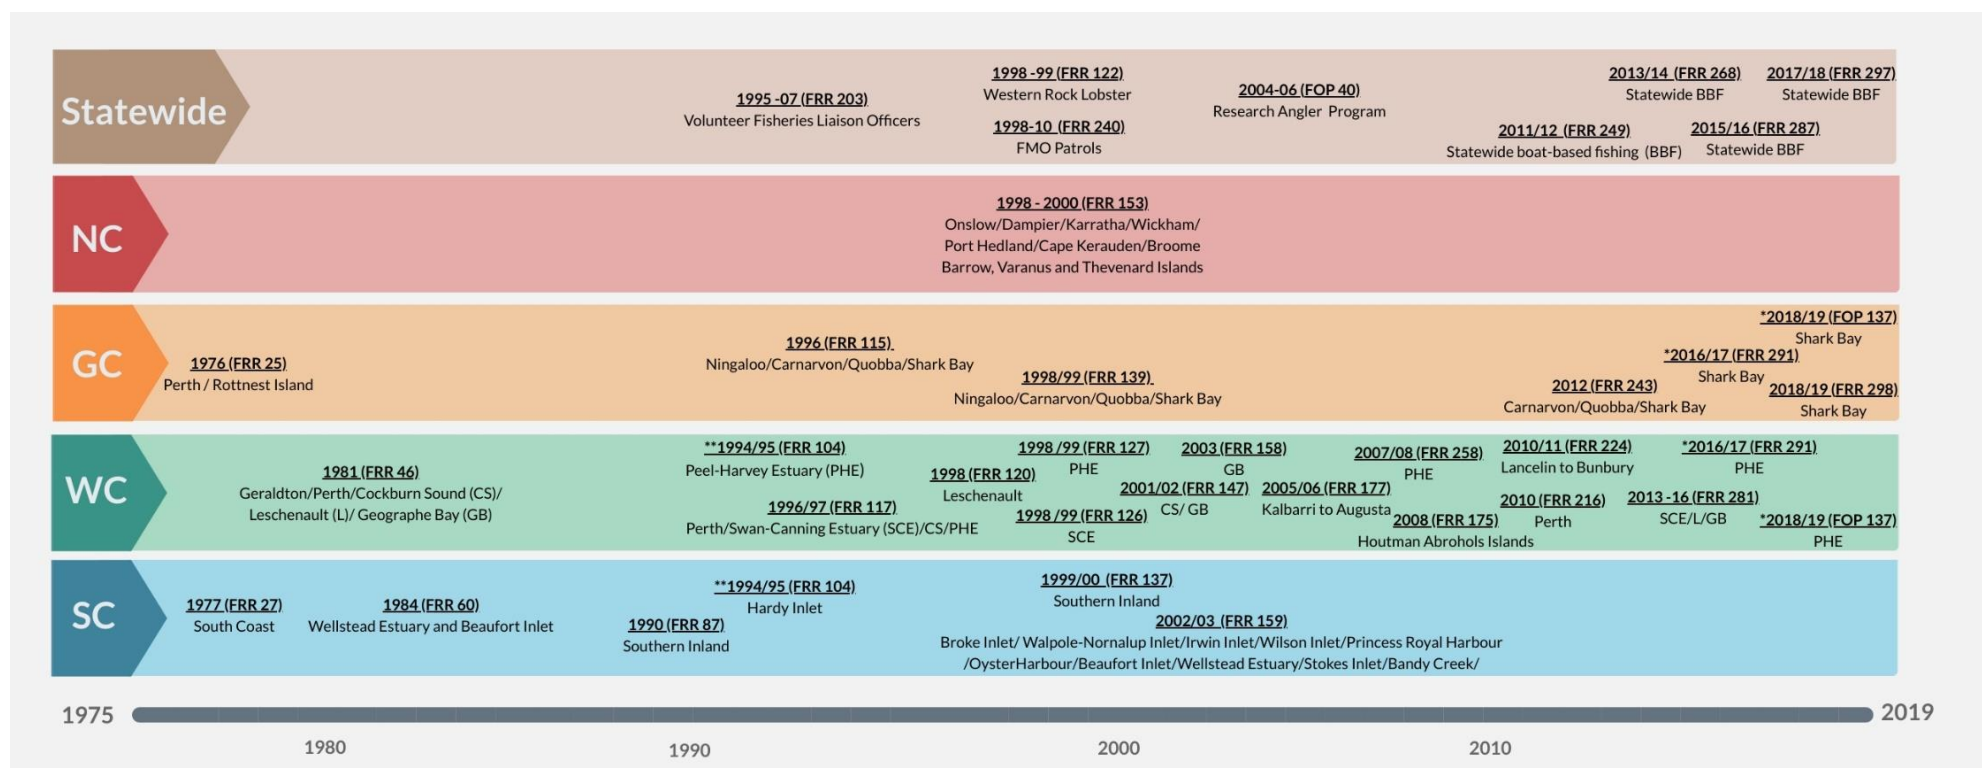 Statewide
1995 -07 (FRR 203)
Volunteer Fisheries Liaison Officers
1998 -99 (FRR 122)
Western Rock Lobster
1998-10 (FRR 240)
FMO Patrols
2004-06 (FOP 40)
Research Angler Program
2013/14 (FRR 268)
Statewide BBF
2017/18 (FRR 297)
Statewide BBF
2011/12 (FRR 249)
Statewide boat-based fishing (BBF)
2015/16 (FRR 287)
Statewide BBF
NC
1998 - 2000 (FRR 153)
Onslow/Dampier/Karratha/Wickham/
Port Hedland/Cape Kerauden/Broome
Barrow, Varanus and Thevenard Islands
GC
1976 (FRR 25)
Perth / Rottnest Island
1996 (FRR 115)
Ningaloo/Carnarvon/Quobba/Shark Bay
1998/99 (FRR 139)
Ningaloo/Carnarvon/Quobba/Shark Bay
2012 (FRR 243)
Carnarvon/Quobba/Shark Bay
*2018/19 (FOP 137)
Shark Bay
*2016/17 (FRR 291)
Shark Bay
2018/19 (FRR 298)
Shark Bay
WC
1981 (FRR 46)
Geraldton/Perth/Cockburn Sound (CS)/
Leschenault (L)/ Geographe Bay (GB)
**1994/95 (FRR 104)
Peel-Harvey Estuary (PHE)
1996/97 (FRR 117)
Perth/Swan-Canning Estuary (SCE)/CS/PHE
1998 (FRR 120)
Leschenault
1998 /99 (FRR 127)
PHE
1998 /99 (FRR 126)
SCE
2003 (FRR 158)
GB
2001/02 (FRR 147)
CS/ GB
2005/06 (FRR 177)
Kalbarri to Augusta
2007/08 (FRR 258)
PHE
2008 (FRR 175)
Houtman Abrohols Islands
2010/11 (FRR 224)
Lancelin to Bunbury
2010 (FRR 216)
Perth
*2016/17 (FRR 291)
PHE
2013 -16 (FRR 281)
SCE/L/GB
*2018/19 (FOP 137)
PHE
SC
1977 (FRR 27)
South Coast
1984 (FRR 60)
Wellstead Estuary and Beaufort Inlet
**1994/95 (FRR 104)
Hardy Inlet
1990 (FRR 87)
Southern Inland
1999/00 (FRR 137)
Southern Inland
2002/03 (FRR 159)
Broke Inlet/ Walpole-Nornalup Inlet/Irwin Inlet/Wilson Inlet/Princess Royal Harbour
/OysterHarbour/Beaufort Inlet/Wellstead Estuary/Stokes Inlet/Bandy Creek/
1975
2019
1980
1990
2000
2010